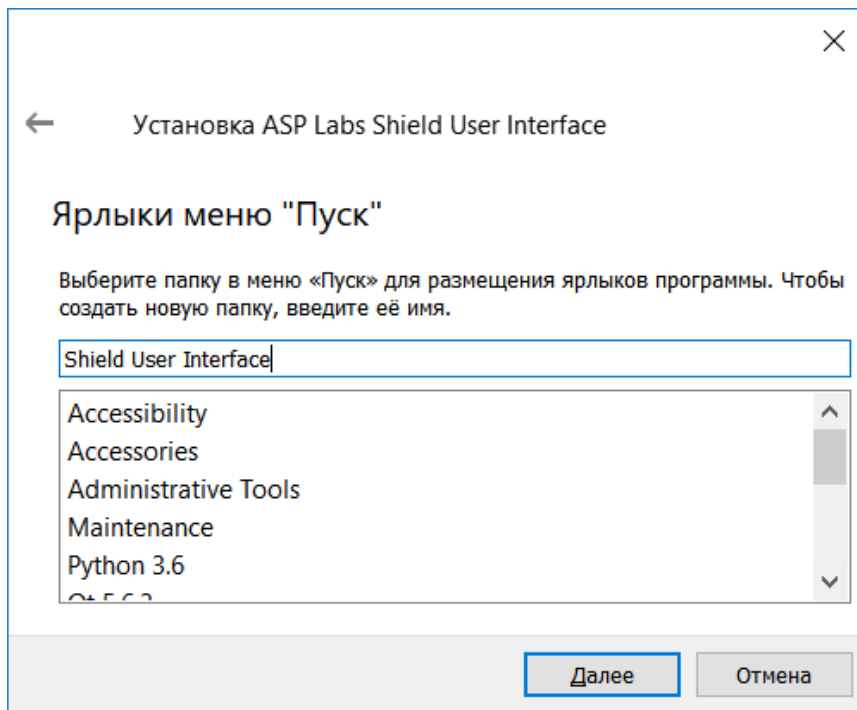 Установка ASP Labs Shield User Interface
Ярлыки меню "Пуск"
Выберите папку в меню «Пуск» для размещения ярлыков программы. Чтобы
создать новую папку, введите её имя.
Shield User Interface
Accessibility
Accessories
Administrative Tools
Maintenance
Python 3.6
Далее
Отмена